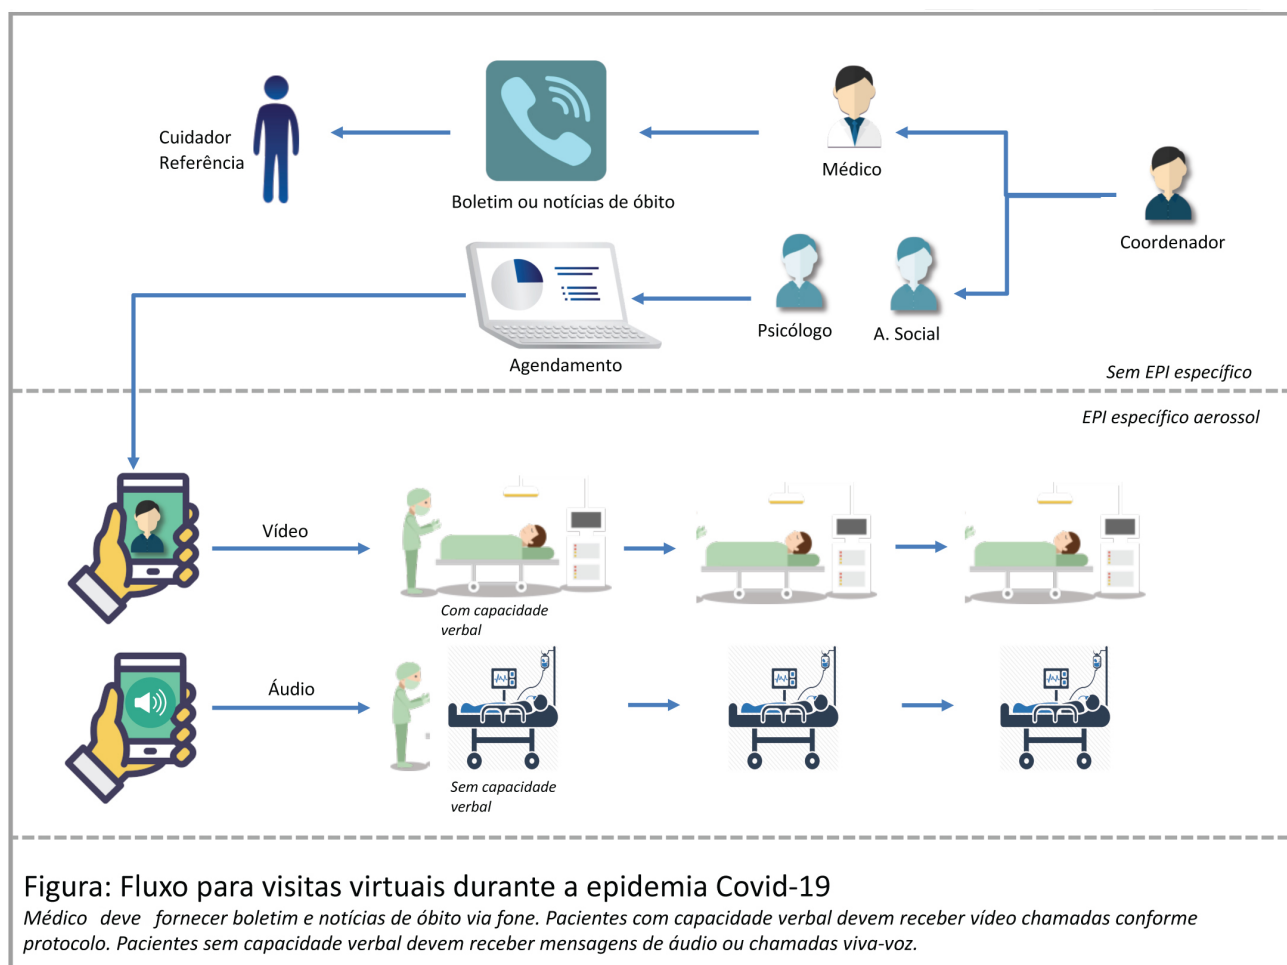 Cuidador
Referência
Boletim ou notícias de óbito
Médico
Coordenador
Agendamento
Psicólogo
A. Social
Sem EPI específico
EPI específico aerossol
Vídeo
Com capacidade
verbal
Áudio
Sem capacidade
verbal
Figura: Fluxo para visitas virtuais durante a epidemia Covid-19
Médico deve fornecer boletim e notícias de óbito via fone. Pacientes com capacidade verbal devem receber vídeo chamadas conforme
protocolo. Pacientes sem capacidade verbal devem receber mensagens de áudio ou chamadas viva-voz.